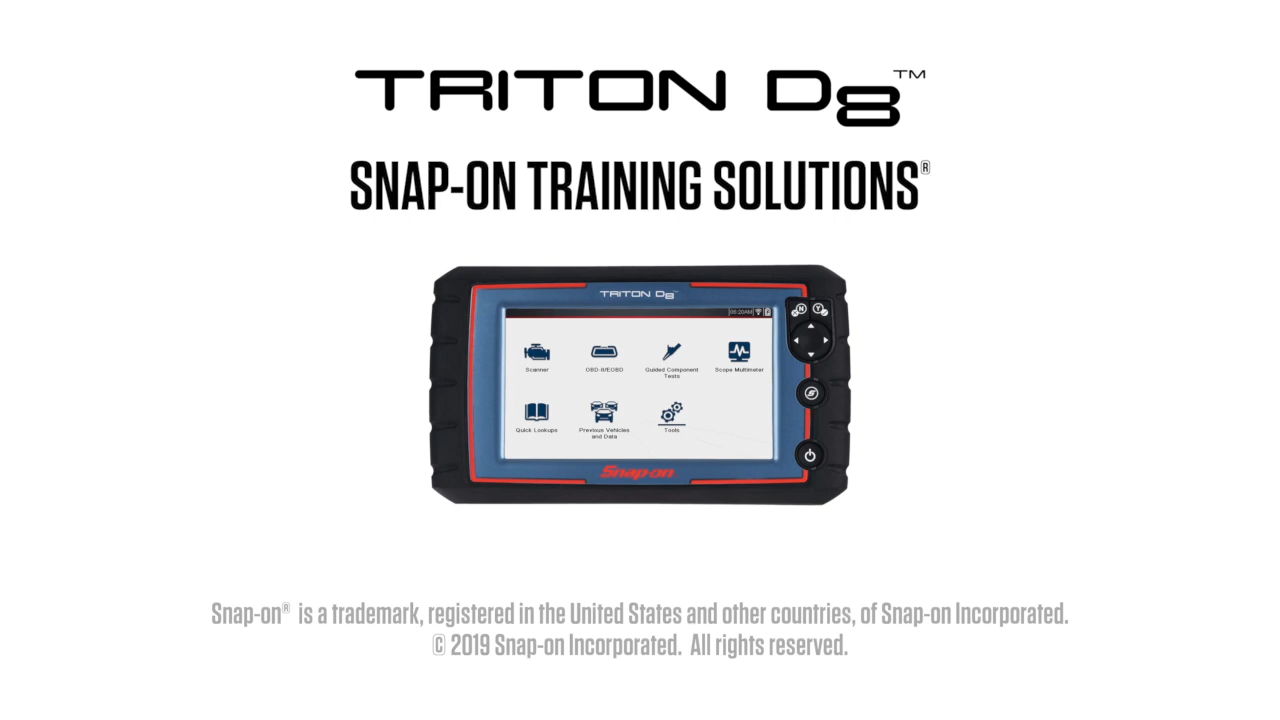 TRITON D8™
SNAP-ON TRAINING SOLUTIONS®
TRITON D8™
06:20AM
N
X
Y
Scanner
OBD-II/EOBD
Guided Component
Tests
Scope Multimeter
Quick Lookups
Previous Vehicles
and Data
Tools
Snap-on
Snap-on® is a trademark, registered in the United States and other countries, of Snap-on Incorporated.
© 2019 Snap-on Incorporated. All rights reserved.